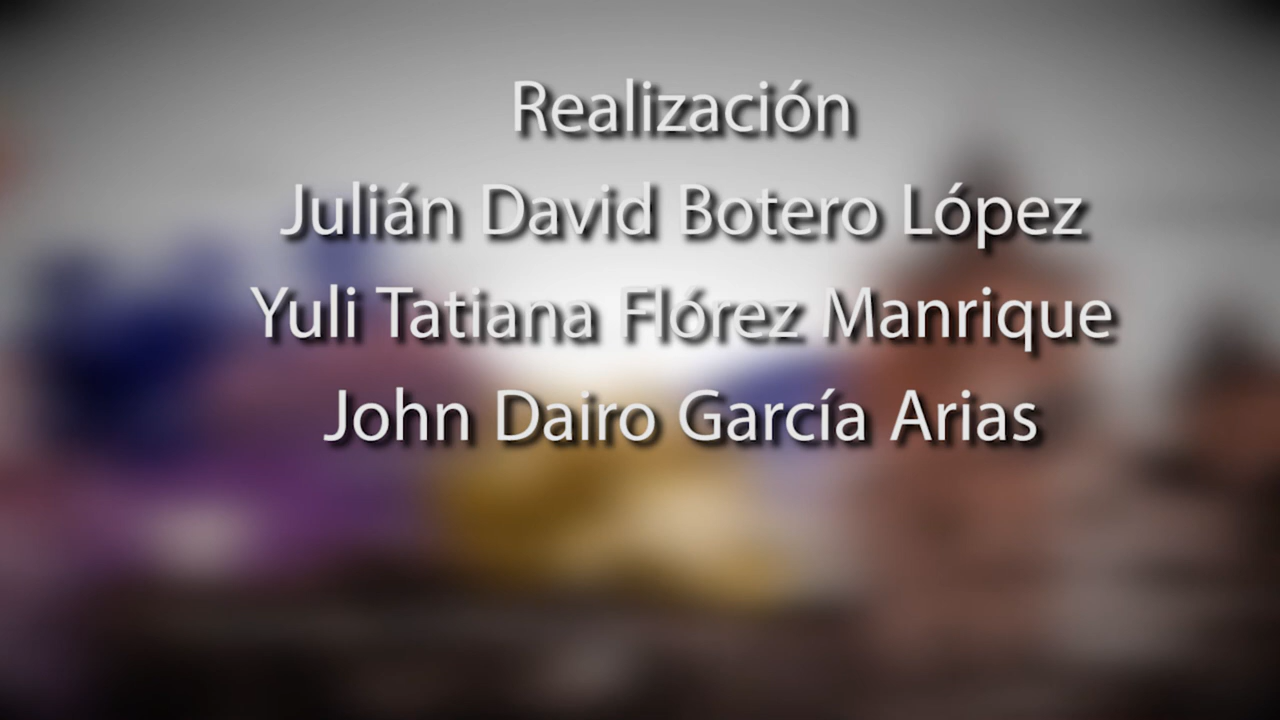 Realización
Julián David Botero López
Yuli Tatiana Flórez Manrique
John Dairo García Arias